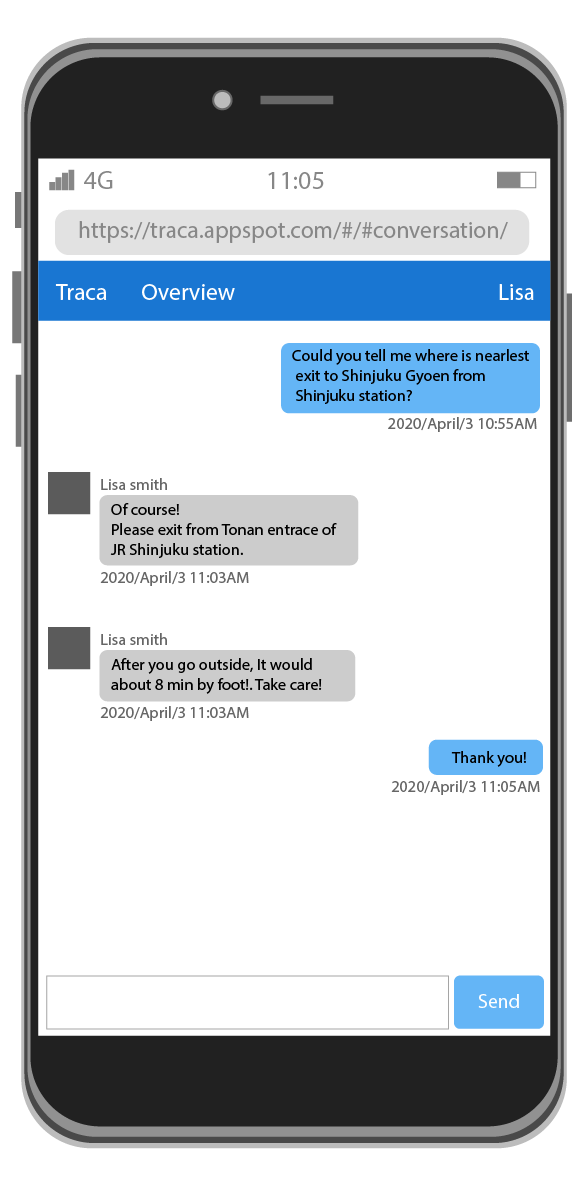 4G 11:05
https://traca.appspot.com/#/#conversation/
Traca Overview Lisa
Could you tell me where is nearlest
exit to Shinjuku Gyoen from
Shinjuku station?
2020/April/3 10:55AM
Lisa smith
Of course!
Please exit from Tonan entrace of
JR Shinjuku station.
2020/April/3 11:03AM
Lisa smith
After you go outside, It would
about 8 min by foot!. Take care!
2020/April/3 11:03AM
Thank you!
2020/April/3 11:05AM
Send